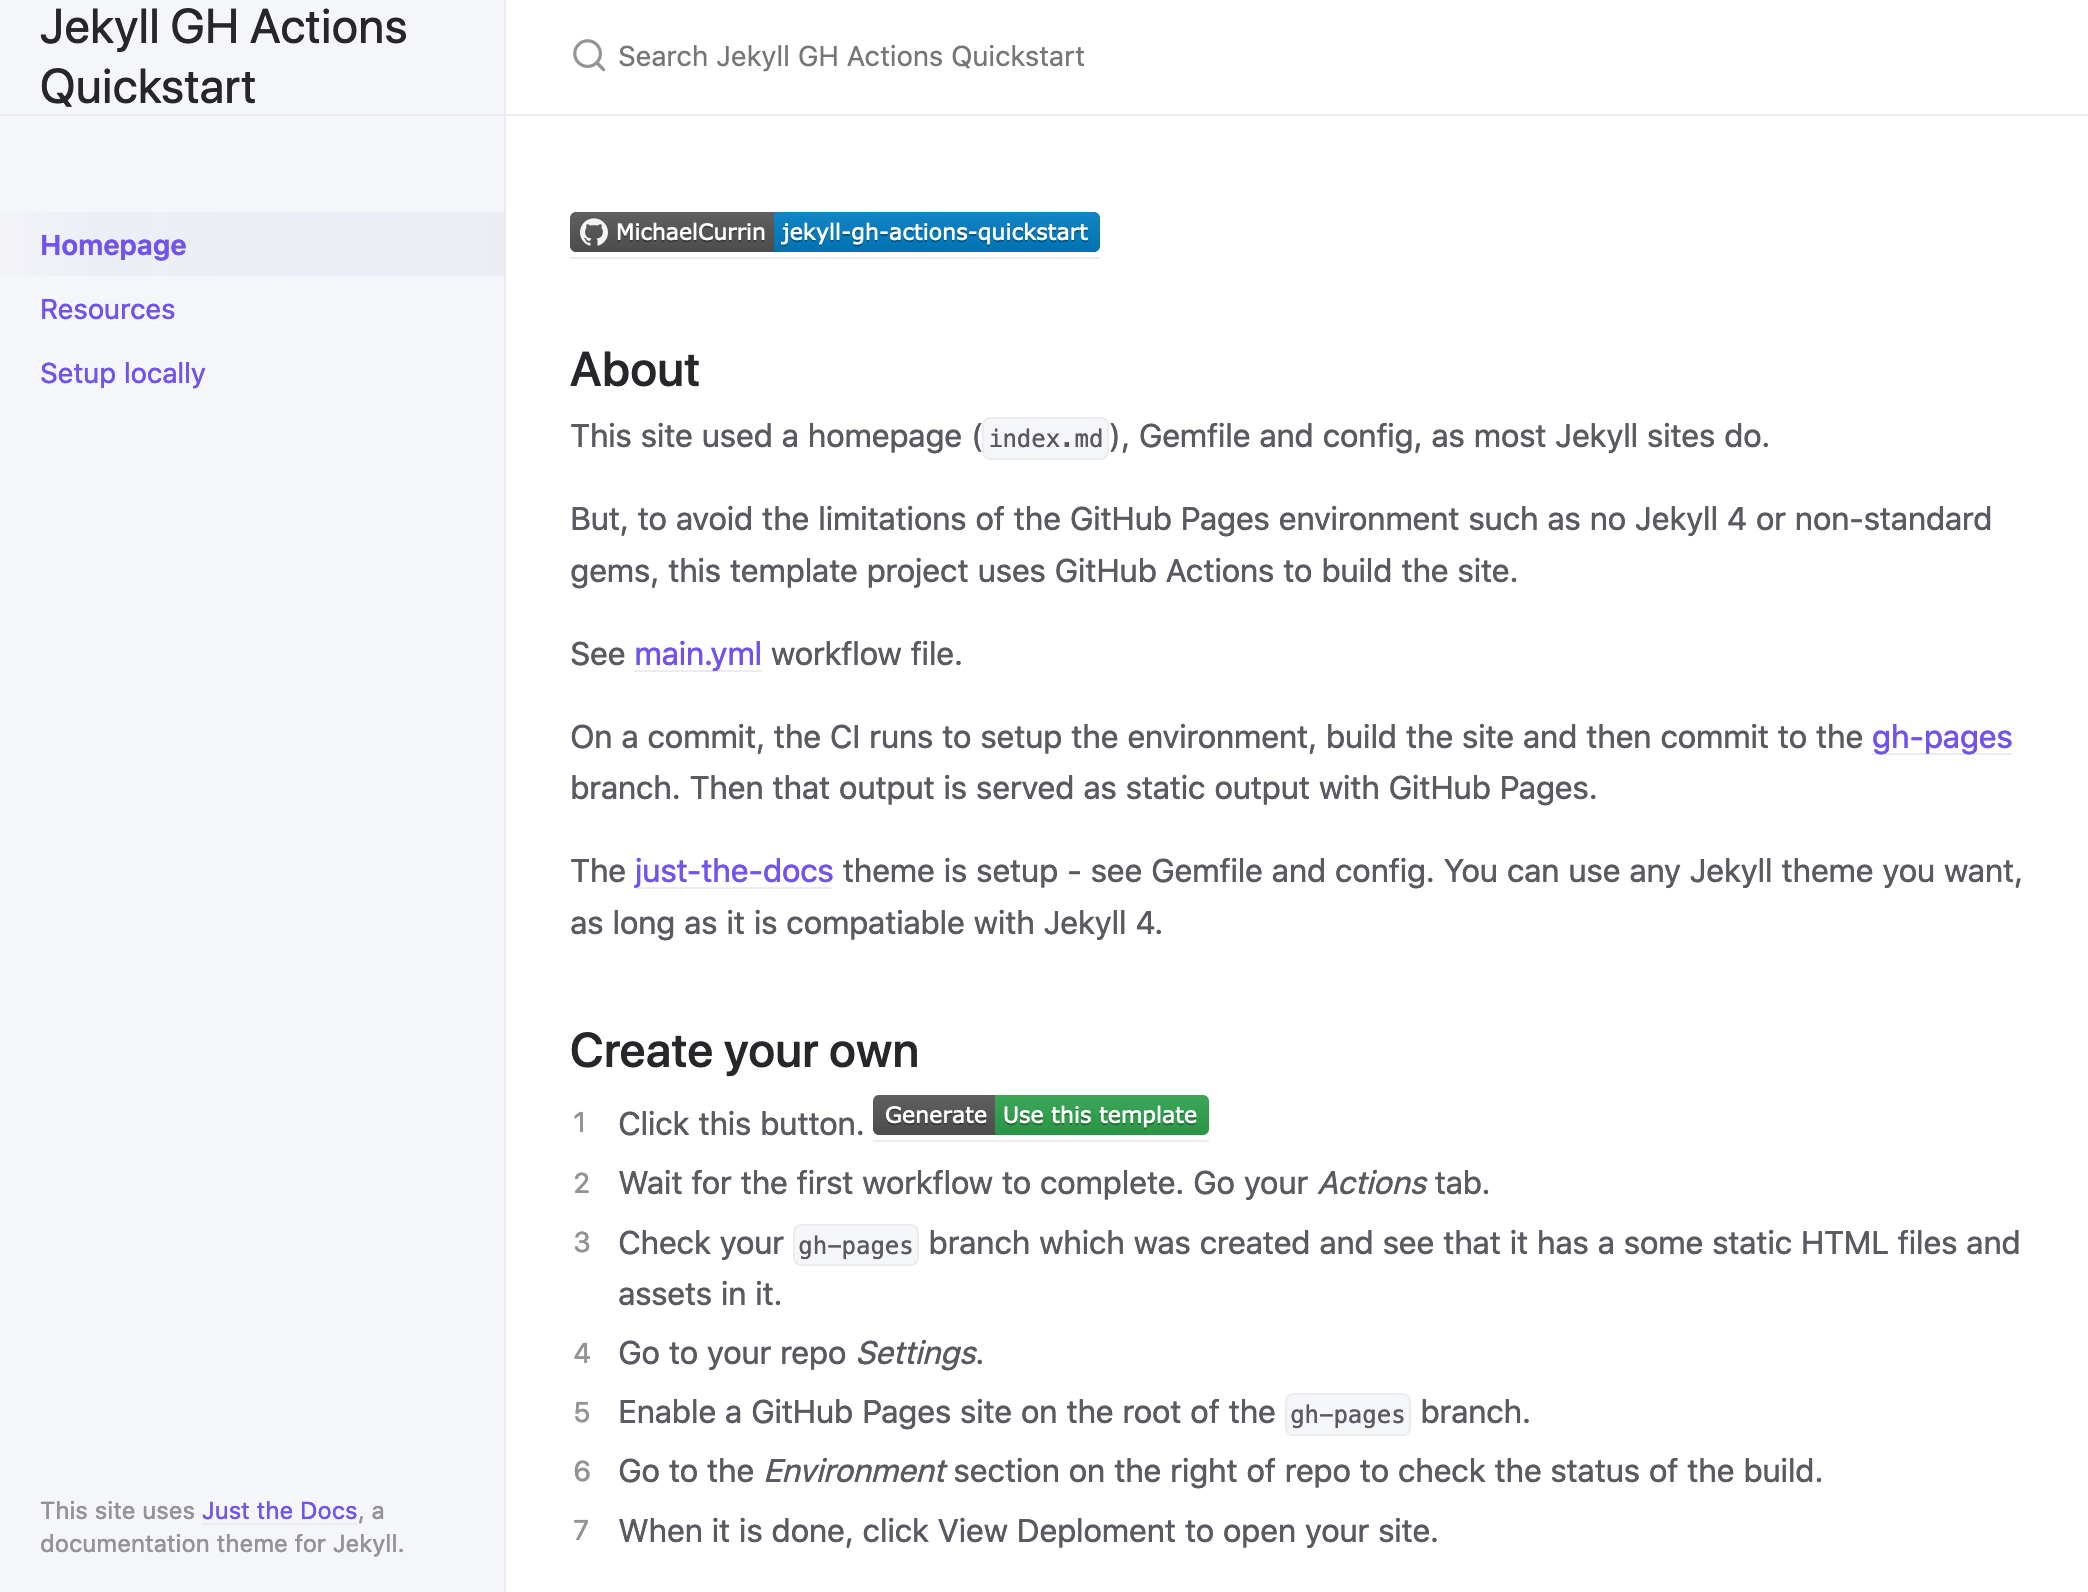 Jekyll GH Actions
Quickstart
Search Jekyll GH Actions Quickstart
Homepage
Resources
Setup locally
MichaelCurrin jekyll-gh-actions-quickstart
About
This site used a homepage (index.md), Gemfile and config, as most Jekyll sites do.
But, to avoid the limitations of the GitHub Pages environment such as no Jekyll 4 or non-standard
gems, this template project uses GitHub Actions to build the site.
See main.yml workflow file.
On a commit, the CI runs to setup the environment, build the site and then commit to the gh-pages
branch. Then that output is served as static output with GitHub Pages.
The just-the-docs theme is setup - see Gemfile and config. You can use any Jekyll theme you want,
as long as it is compatiable with Jekyll 4.
Create your own
1 Click this button. Generate Use this template
2 Wait for the first workflow to complete. Go your Actions tab.
3 Check your gh-pages branch which was created and see that it has a some static HTML files and
assets in it.
4 Go to your repo Settings.
5 Enable a GitHub Pages site on the root of the gh-pages branch.
6 Go to the Environment section on the right of repo to check the status of the build.
7 When it is done, click View Deploment to open your site.
This site uses Just the Docs, a
documentation theme for Jekyll.